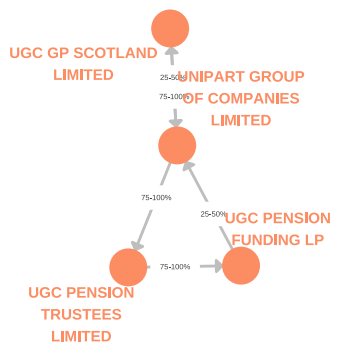 UGC GP SCOTLAND
LIMITED
25-50%
UNIPART GROUP
OF COMPANIES
LIMITED
75-100%
75-100%
25-50%
UGC PENSION
FUNDING LP
75-100%
UGC PENSION
TRUSTEES
LIMITED